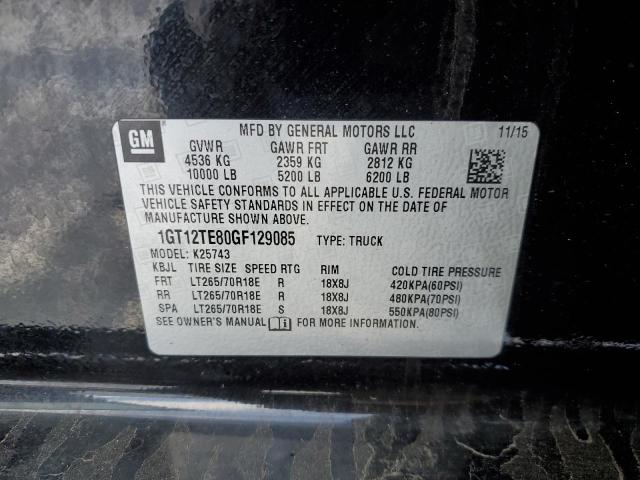 GM
MFD BY GENERAL MOTORS LLC 11/15
GVWR GAWR FRT GAWR RR
4536 KG 2359 KG 2812 KG
10000 LB 5200 LB 6200 LB
THIS VEHICLE CONFORMS TO ALL APPLICABLE U.S. FEDERAL MOTOR
VEHICLE SAFETY STANDARDS IN EFFECT ON THE DATE OF
MANUFACTURE SHOWN ABOVE.
1GT12TE80GF129085 TYPE: TRUCK
MODEL: K25743
KBJL TIRE SIZE SPEED RTG RIM COLD TIRE PRESSURE
FRT LT265/70R18E R 18X8J 420KPA(60PSI)
RR LT265/70R18E R 18X8J 480KPA(70PSI)
SPA LT265/70R18E S 18X8J 550KPA(80PSI)
SEE OWNER'S MANUAL FOR MORE INFORMATION.